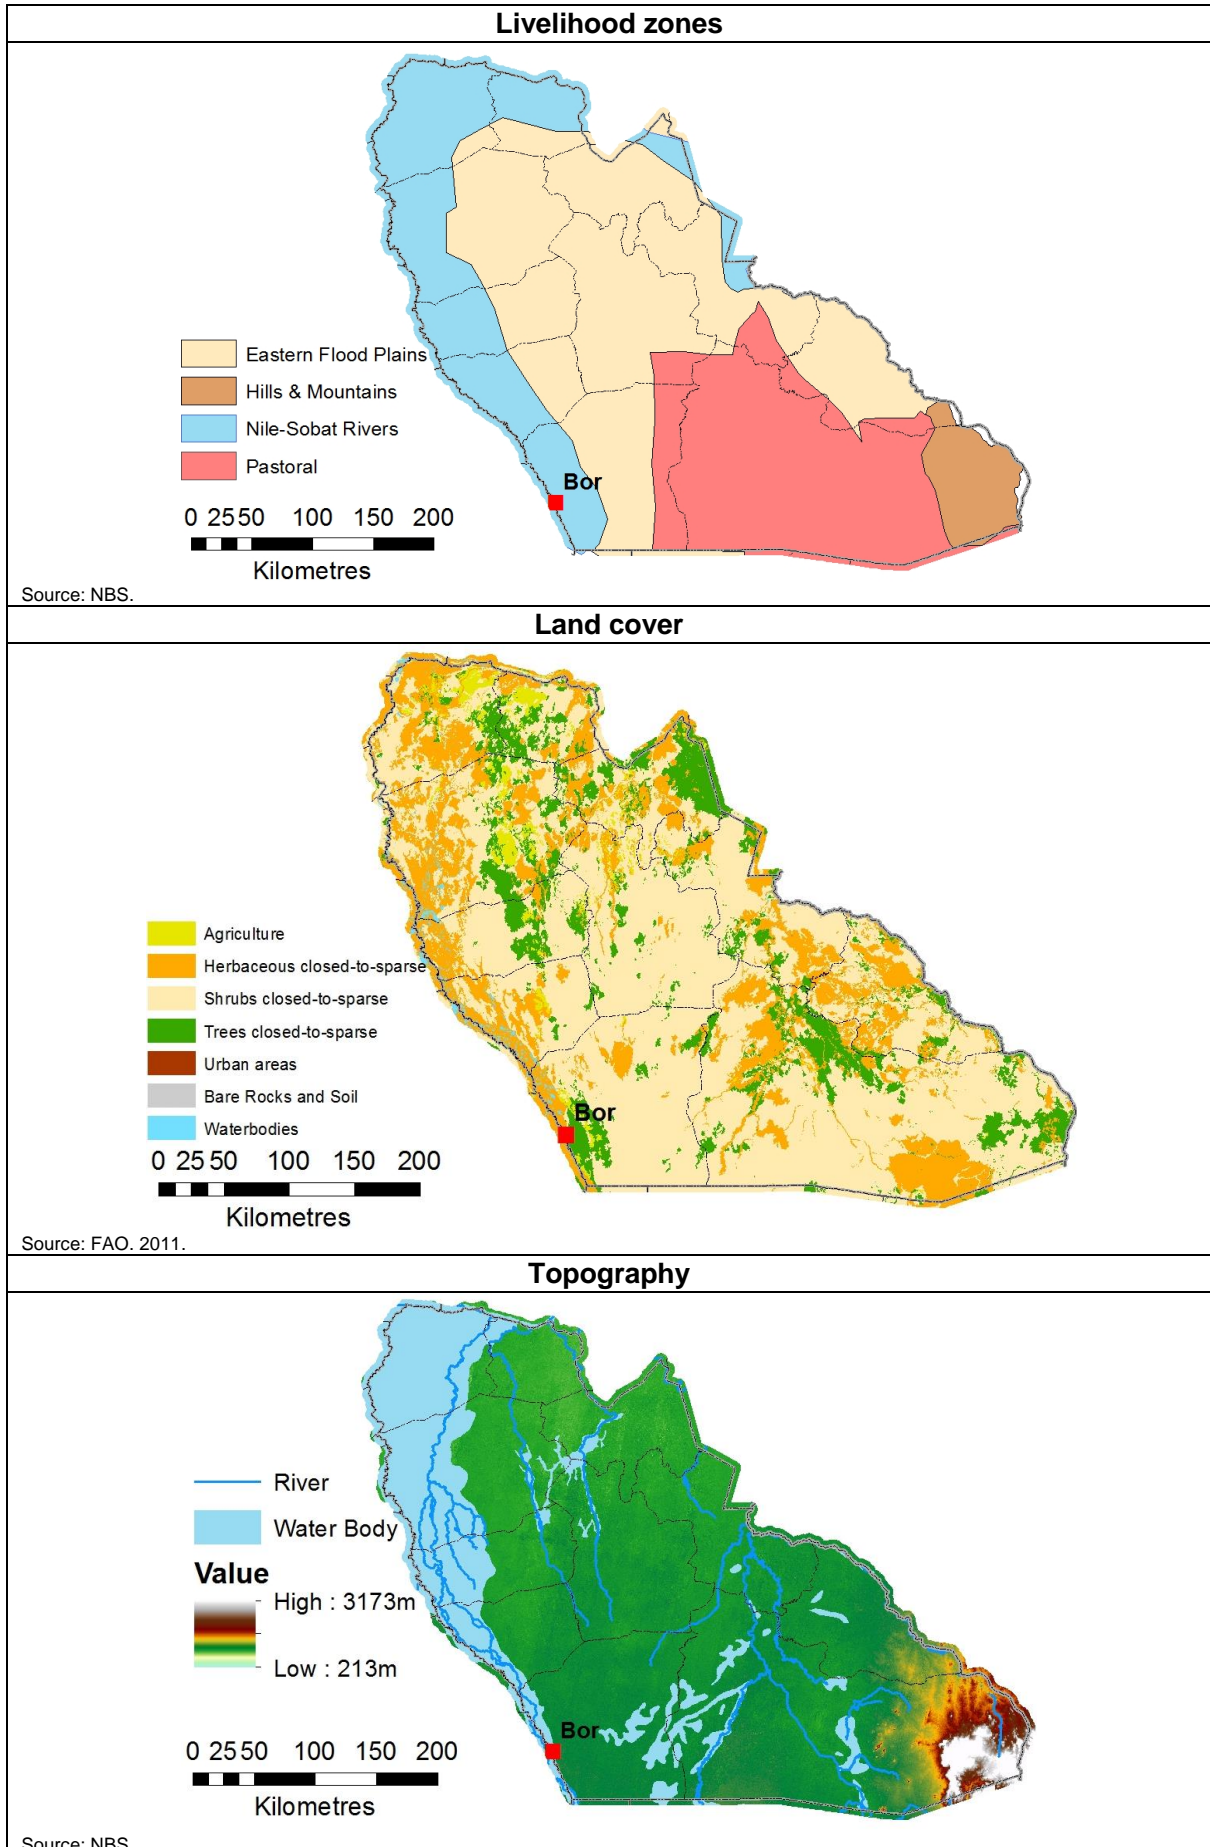 Livelihood zones
Eastern Flood Plains
Hills & Mountains
Nile-Sobat Rivers
Pastoral
Bor
0 25 50 100 150 200
Kilometres
Source: NBS.
Land cover
Agriculture
Herbaceous closed-to-sparse
Shrubs closed-to-sparse
Trees closed-to-sparse
Urban areas
Bare Rocks and Soil
Waterbodies
Bor
0 25 50 100 150 200
Kilometres
Source: FAO. 2011.
Topography
River
Water Body
Value
High : 3173m
Low : 213m
Bor
0 25 50 100 150 200
Kilometres
Source: NBS